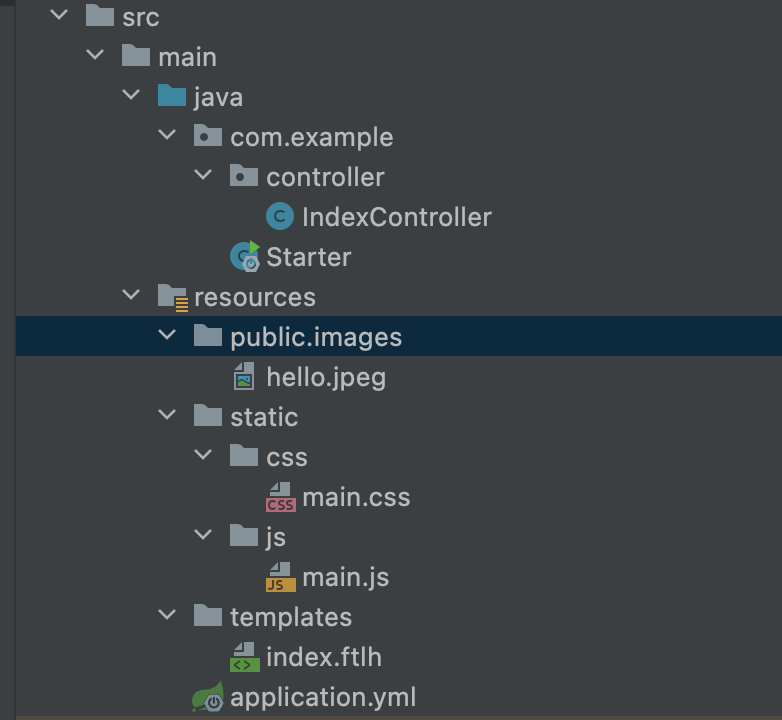 src
main
java
com.example
controller
C IndexController
Starter
resources
public.images
hello.jpeg
static
css
CSS main.css
js
JS main.js
templates
<> index.ftlh
application.yml